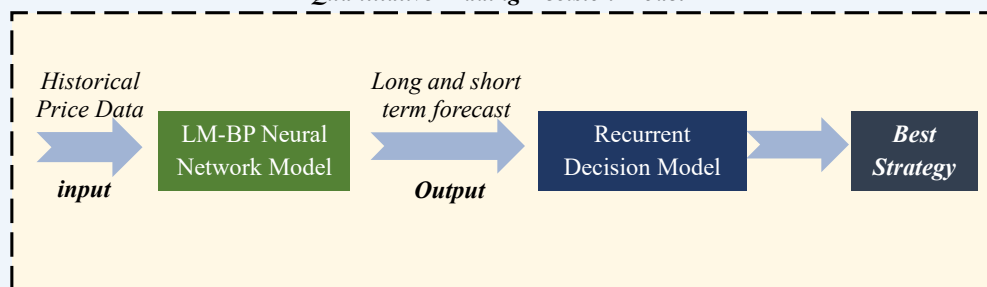 Historical
Price Data
input
LM-BP Neural
Network Model
Long and short
term forecast
Output
Recurrent
Decision Model
Best
Strategy